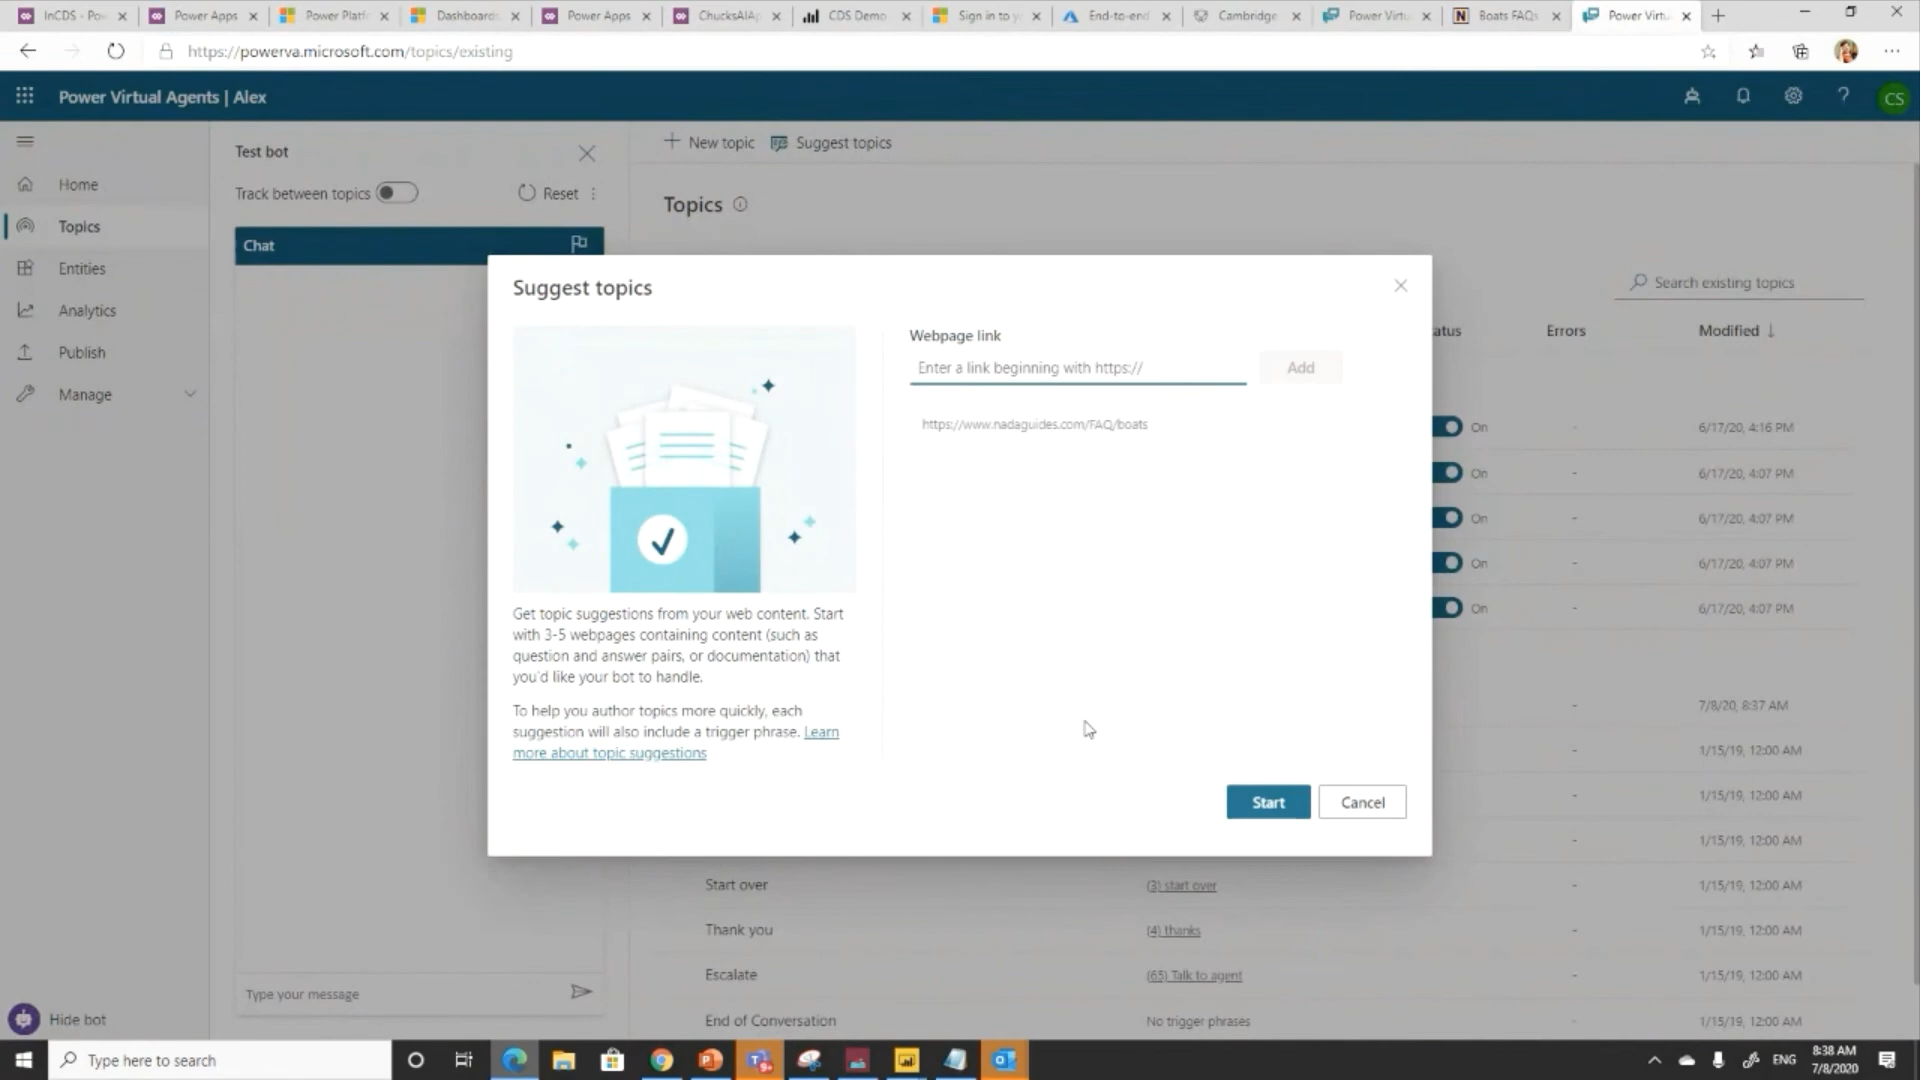 InCDS - Pow
Power Apps
Power Platfo
Dashboards
Power Apps
ChucksAIAp
CDS Demo
Sign in to yo
End-to-end
Cambridge
Power Virtu
Boats FAQs
Power Virtu
https://powerva.microsoft.com/topics/existing
Power Virtual Agents | Alex
CS
Home
Topics
Entities
Analytics
Publish
Manage
Hide bot
Test bot
Track between topics
Reset
Chat
Type your message
New topic
Suggest topics
Topics
Search existing topics
atus
Errors
Modified ↓
On
-
6/17/20, 4:16 PM
On
-
6/17/20, 4:07 PM
On
-
6/17/20, 4:07 PM
On
-
6/17/20, 4:07 PM
On
-
6/17/20, 4:07 PM
-
7/8/20, 8:37 AM
-
1/15/19, 12:00 AM
-
1/15/19, 12:00 AM
-
1/15/19, 12:00 AM
Start over
(3) start over
-
1/15/19, 12:00 AM
Thank you
(4) thanks
-
1/15/19, 12:00 AM
Escalate
(65) Talk to agent
-
1/15/19, 12:00 AM
End of Conversation
No trigger phrases
-
1/15/19, 12:00 AM
Suggest topics
Get topic suggestions from your web content. Start
with 3-5 webpages containing content (such as
question and answer pairs, or documentation) that
you'd like your bot to handle.
To help you author topics more quickly, each
suggestion will also include a trigger phrase. Learn
more about topic suggestions
Webpage link
Enter a link beginning with https://
Add
https://www.nadaguides.com/FAQ/boats
Start
Cancel
Type here to search
ENG
8:38 AM
7/8/2020